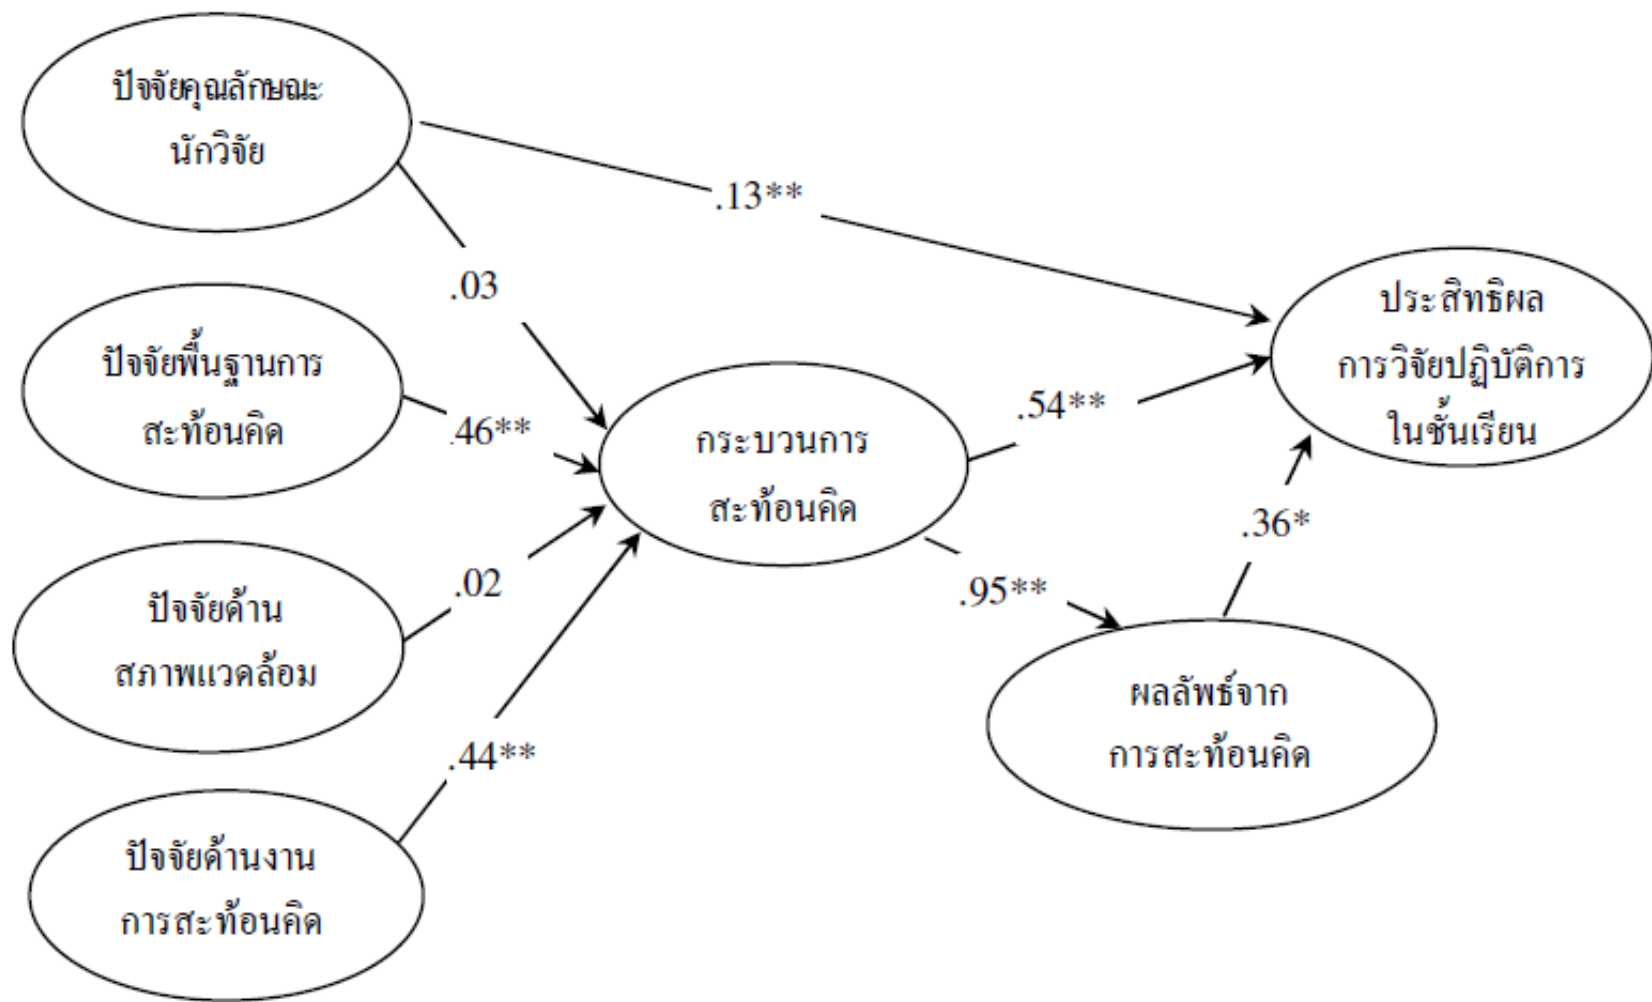 ปัจจัยคุณลักษณะ
นักวิจัย
.13**
.03
ปัจจัยพื้นฐานการ
สะท้อนคิด
.46**
ประสิทธิผล
การวิจัยปฏิบัติการ
ในชั้นเรียน
.54**
กระบวนการ
สะท้อนคิด
.36*
ปัจจัยด้าน
สภาพแวดล้อม
.02
.95**
ผลลัพธ์จาก
การสะท้อนคิด
.44**
ปัจจัยด้านงาน
การสะท้อนคิด